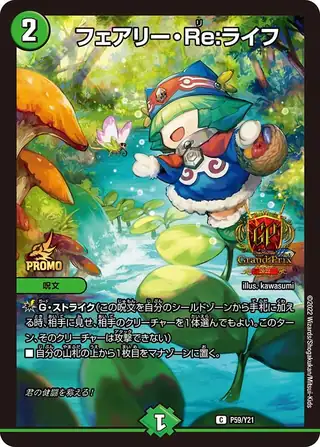 2
フェアリー・Re:ライフ
リ
GP
Grand Prix
PROMO
呪文
illus. kawasumi
G・ストライク(この呪文を自分のシールドゾーンから手札に加
える時、相手に見せ、相手のクリーチャーを1体選んでもよい。このター
ン、そのクリーチャーは攻撃できない)
■自分の山札の上から1枚目をマナゾーンに置く。
君の健闘を称える!
©2022 Wizards/Shogakukan/Mitsui-Kids
1
C P59/Y21